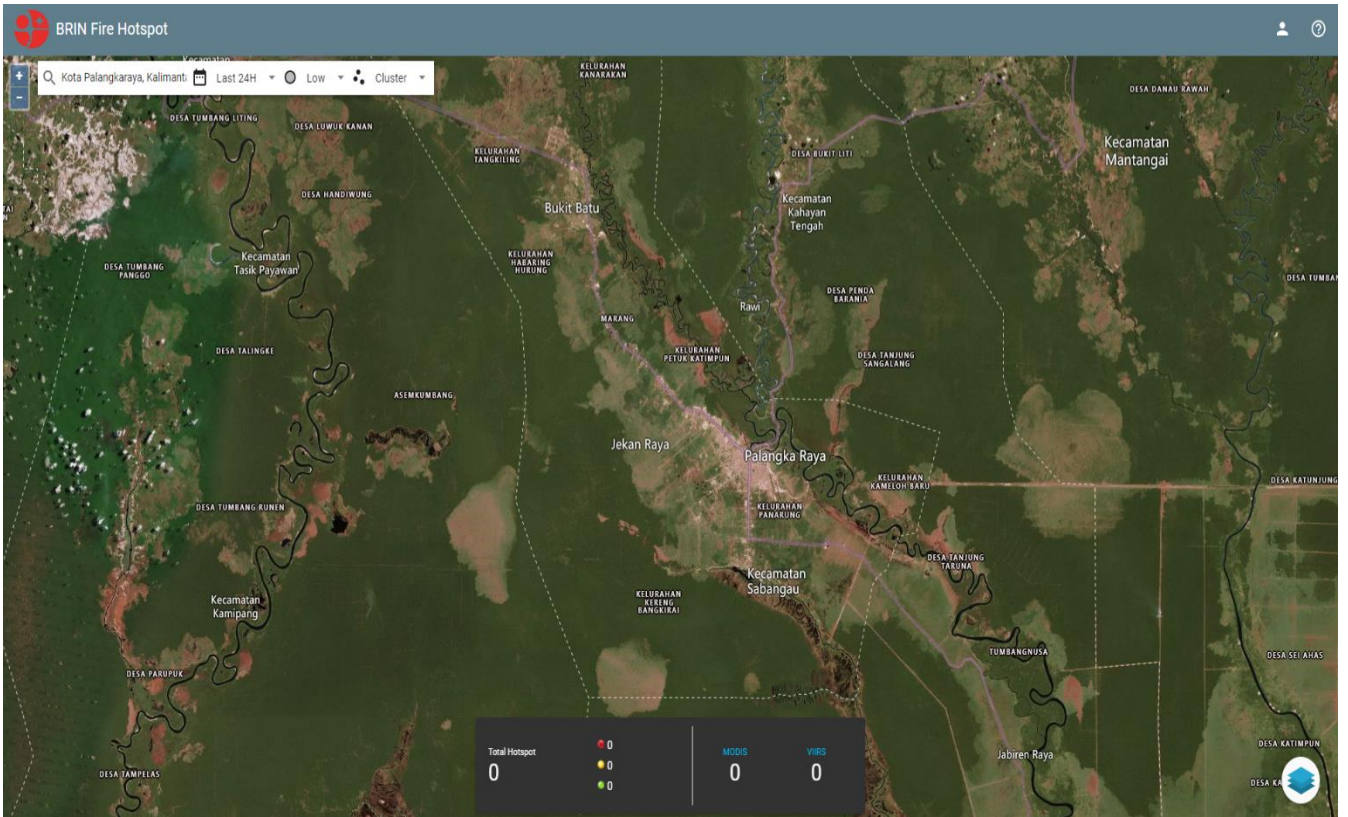 BRIN Fire Hotspot
+
-
Kota Palangkaraya, Kalimant
Last 24H
Low
Cluster
Kecamatan
DESA TUMBANG LITING
DESA LUWUK KANAN
KELURAHAN
KANARAKAN
DESA DANAU RAWAH
KELURAHAN
TANGKILING
DESA BUKIT LITI
Kecamatan
Mantangai
DESA HANDIWUNG
Bukit Batu
Kecamatan
Kahayan
Tengah
Kecamatan
Tasik Payawan
DESA TUMBANG
PANGGO
KELURAHAN
HABARING
HURUNG
DESA TUMBAN
DESA PENDA
BARANIA
Rawi
MARANG
DESA TALINGKE
KELURAHAN
PETUK KATIMPUN
DESA TANJUNG
SANGALANG
ASEMKUMBANG
Jekan Raya
Palangka Raya
KELURAHAN
KAMELOH BARU
DESA KATUNJUNG
DESA TUMBANG RUNEN
KELURAHAN
PANARUNG
DESA TANJUNG
TARUNA
Kecamatan
Sabangau
Kecamatan
Kamipang
KELURAHAN
KERENG
BANGKIRAI
TUMBANGNUSA
DESA SEI AHAS
DESA PARUPUK
Jabiren Raya
DESA KATIMPUN
DESA TAMPELAS
DESA KA
Total Hotspot
0
0
0
0
MODIS
0
VIIRS
0